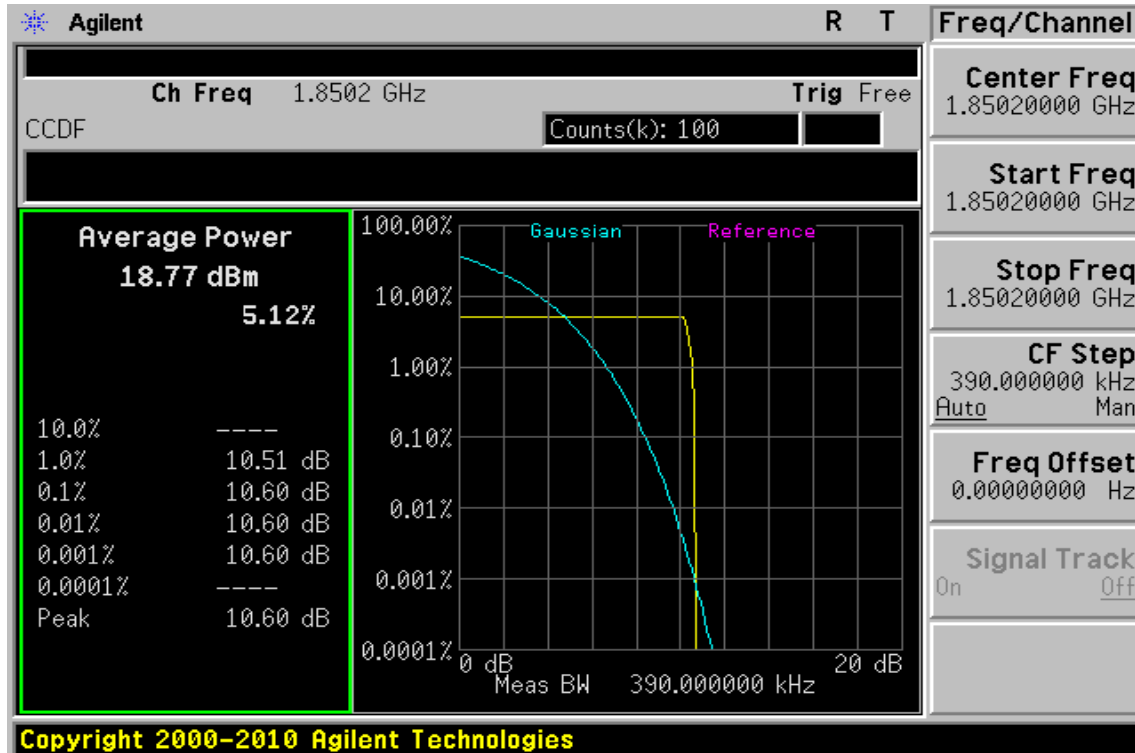 Agilent R T
Ch Freq 1.8502 GHz Trig Free
CCDF Counts(k): 100
Average Power
18.77 dBm
5.12%
10.0% ----
1.0% 10.51 dB
0.1% 10.60 dB
0.01% 10.60 dB
0.001% 10.60 dB
0.0001% ----
Peak 10.60 dB
Gaussian Reference
100.00%
10.00%
1.00%
0.10%
0.01%
0.001%
0.0001%
0 dB 20 dB
Meas BW 390.000000 kHz
Freq/Channel
Center Freq
1.85020000 GHz
Start Freq
1.85020000 GHz
Stop Freq
1.85020000 GHz
CF Step
390.000000 kHz
Auto Man
Freq Offset
0.00000000 Hz
Signal Track
On Off
Copyright 2000-2010 Agilent Technologies